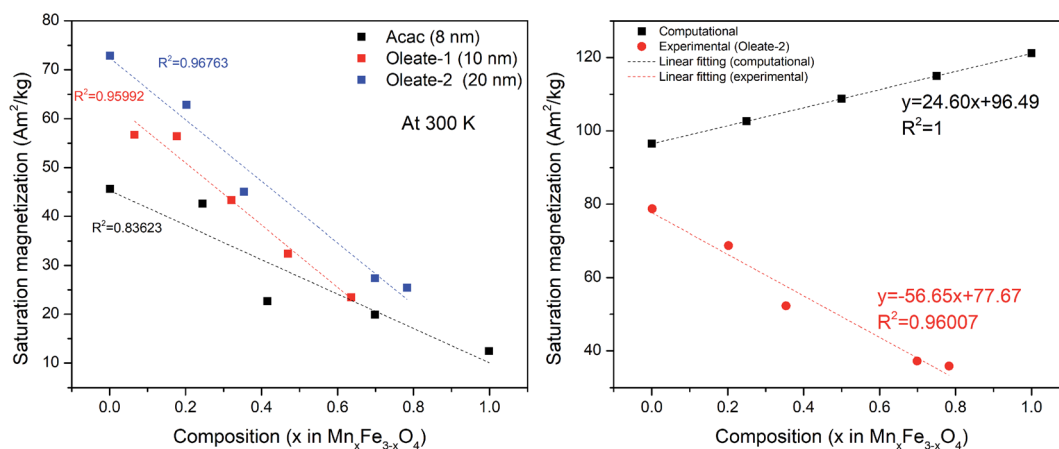 80
70
60
50
40
30
20
10
Saturation magnetization (Am²/kg)
0.0 0.2 0.4 0.6 0.8 1.0
Composition (x in MnₓFe₃₋ₓO₄)
Acac (8 nm)
Oleate-1 (10 nm)
Oleate-2 (20 nm)
At 300 K
R²=0.96763
R²=0.95992
R²=0.83623
120
100
80
60
40
Saturation magnetization (Am²/kg)
0.0 0.2 0.4 0.6 0.8 1.0
Composition (x in MnₓFe₃₋ₓO₄)
Computational
Experimental (Oleate-2)
Linear fitting (computational)
Linear fitting (experimental)
y=24.60x+96.49
R²=1
y=-56.65x+77.67
R²=0.96007